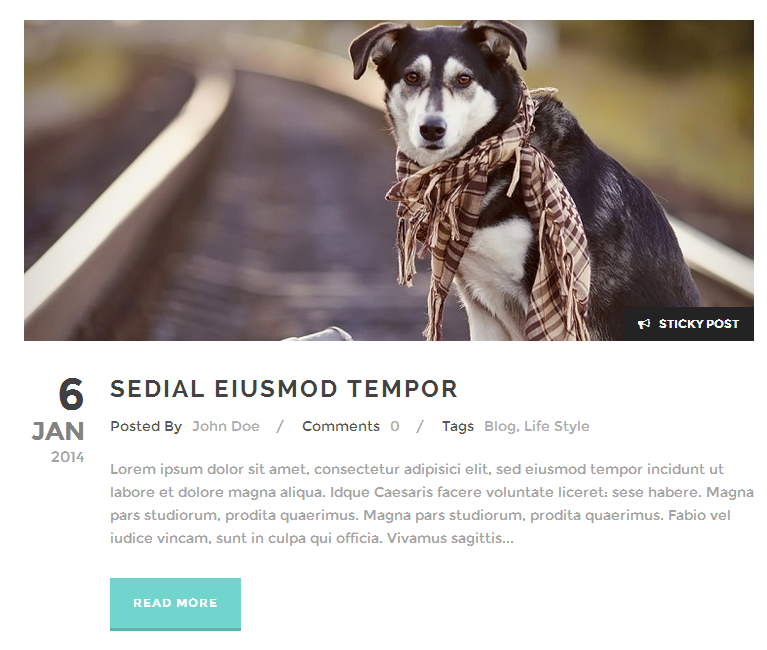 STICKY POST
6
JAN
2014
SEDIAL EIUSMOD TEMPOR
Posted By John Doe / Comments 0 / Tags Blog, Life Style
Lorem ipsum dolor sit amet, consectetur adipisici elit, sed eiusmod tempor incidunt ut
labore et dolore magna aliqua. Idque Caesaris facere voluntate liceret: sese habere. Magna
pars studiorum, prodita quaerimus. Magna pars studiorum, prodita quaerimus. Fabio vel
iudice vincam, sunt in culpa qui officia. Vivamus sagittis...
READ MORE